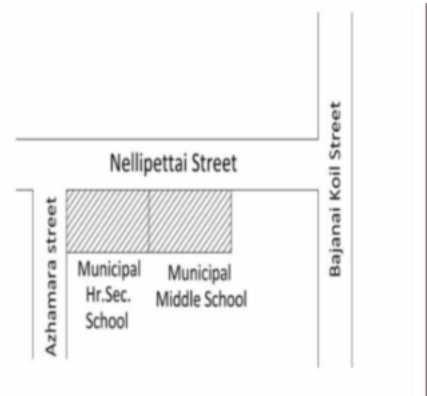 Nellipettai Street
Bajanai Koil Street
Azhamara street
Municipal
Hr.Sec.
School
Municipal
Middle School